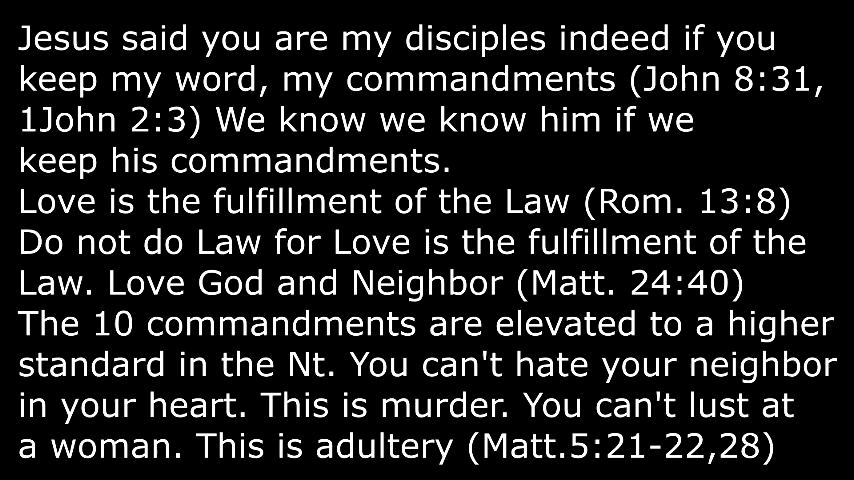 Jesus said you are my disciples indeed if you
keep my word, my commandments (John 8:31,
1John 2:3) We know we know him if we
keep his commandments.
Love is the fulfillment of the Law (Rom. 13:8)
Do not do Law for Love is the fulfillment of the
Law. Love God and Neighbor (Matt. 24:40)
The 10 commandments are elevated to a higher
standard in the Nt. You can't hate your neighbor
in your heart. This is murder. You can't lust at
a woman. This is adultery (Matt.5:21-22,28)